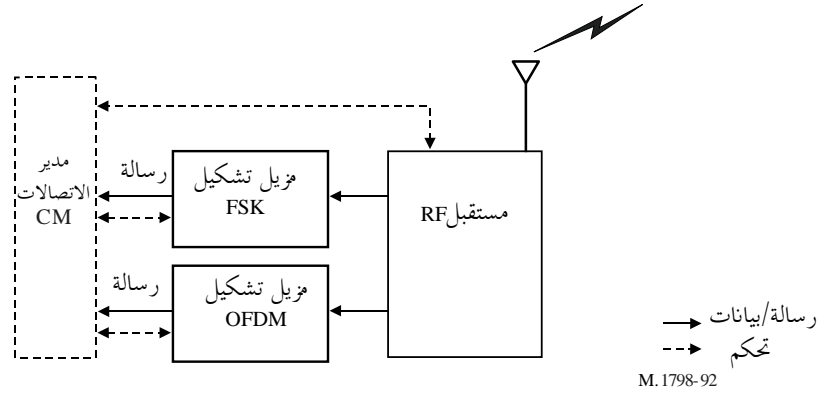 مدير
الاتصالات
CM
رسالة
مزيل تشكيل
FSK
مستقبل RF
رسالة
مزيل تشكيل
OFDM
رسالة/بيانات
تحكم
M.1798-92